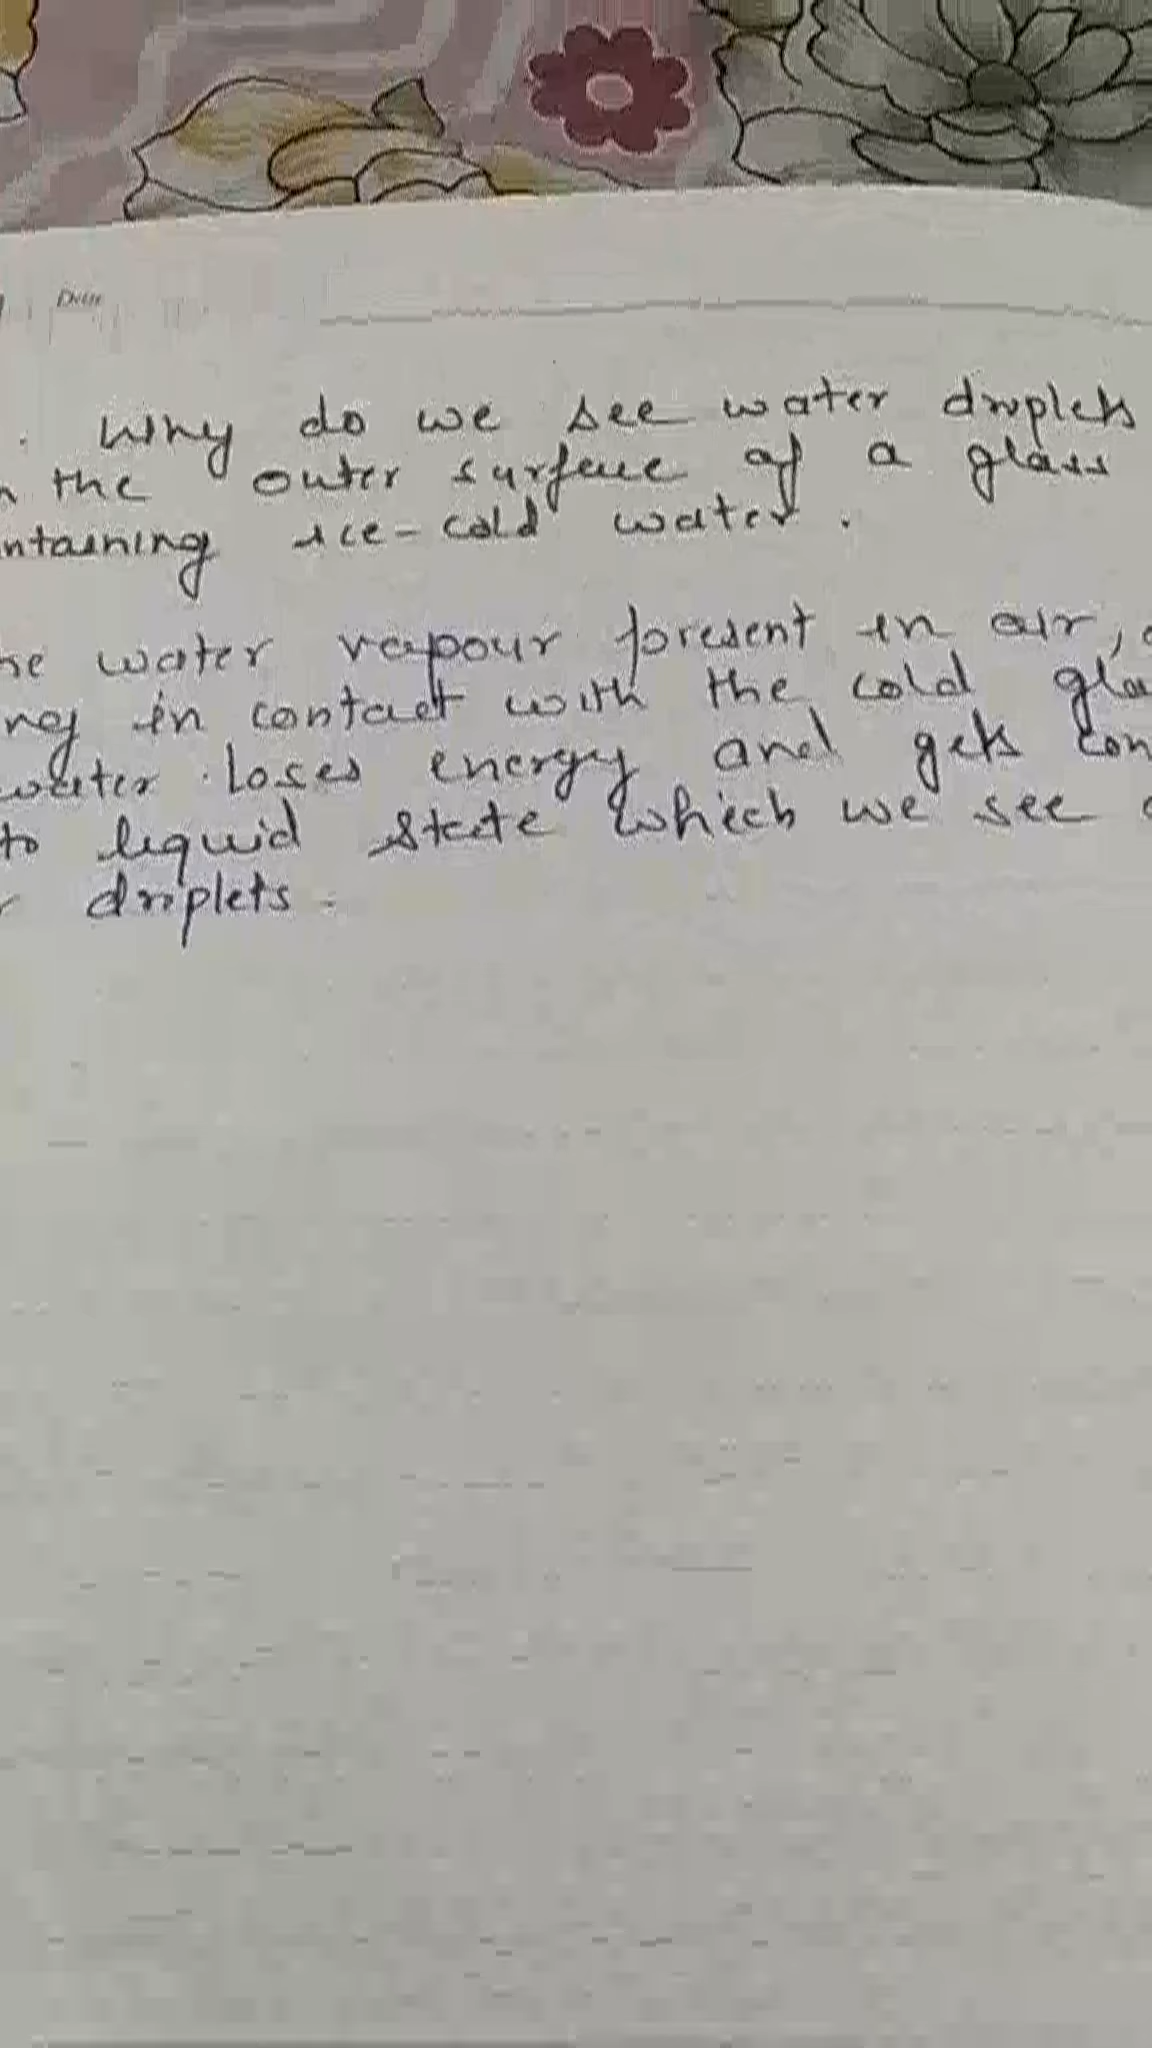 Date
. Why do we see water droplets
the outer surface of a glass
ntaining ice-cold water.
he water vapour present in air,
ng in contact with the cold gla
water loses energy and gets con
to liquid state which we see
r droplets.